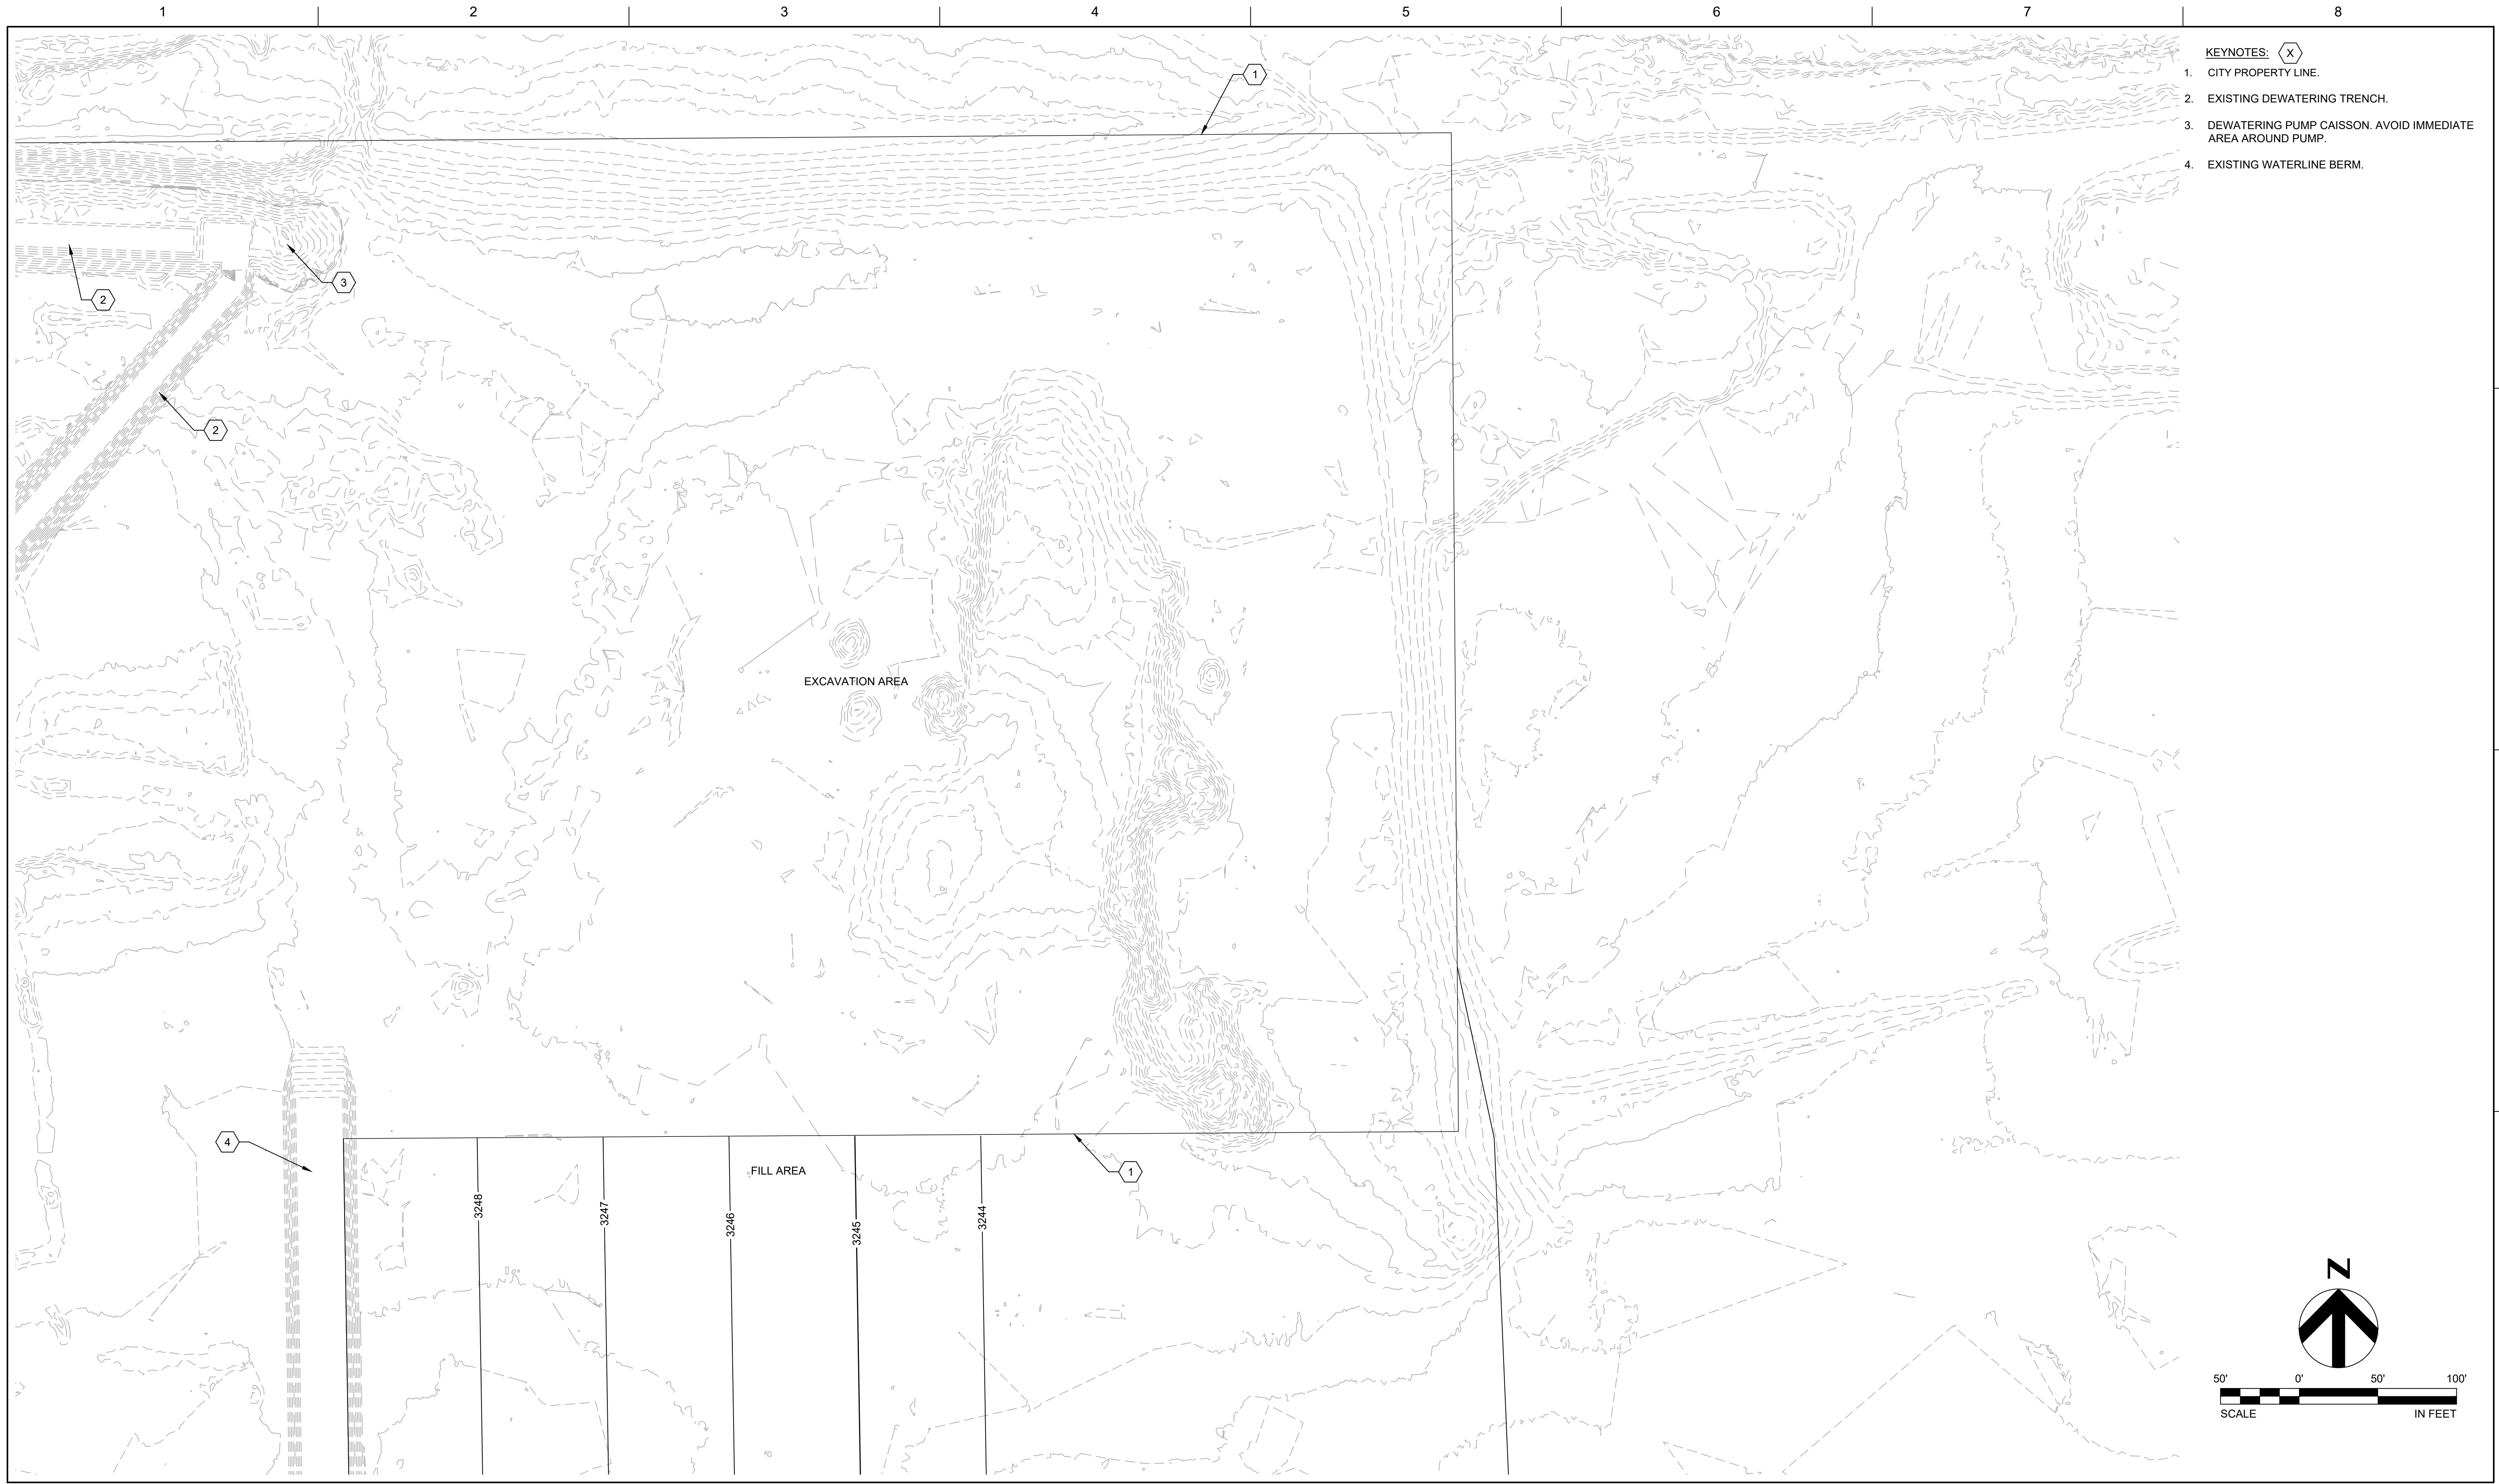 1 2 3 4 5 6 7 8
KEYNOTES: X
1. CITY PROPERTY LINE.
2. EXISTING DEWATERING TRENCH.
3. DEWATERING PUMP CAISSON. AVOID IMMEDIATE
AREA AROUND PUMP.
4. EXISTING WATERLINE BERM.
1
3
2
2
EXCAVATION AREA
4
1
FILL AREA
3248
3247
3246
3245
3244
N
50' 0' 50' 100'
SCALE IN FEET